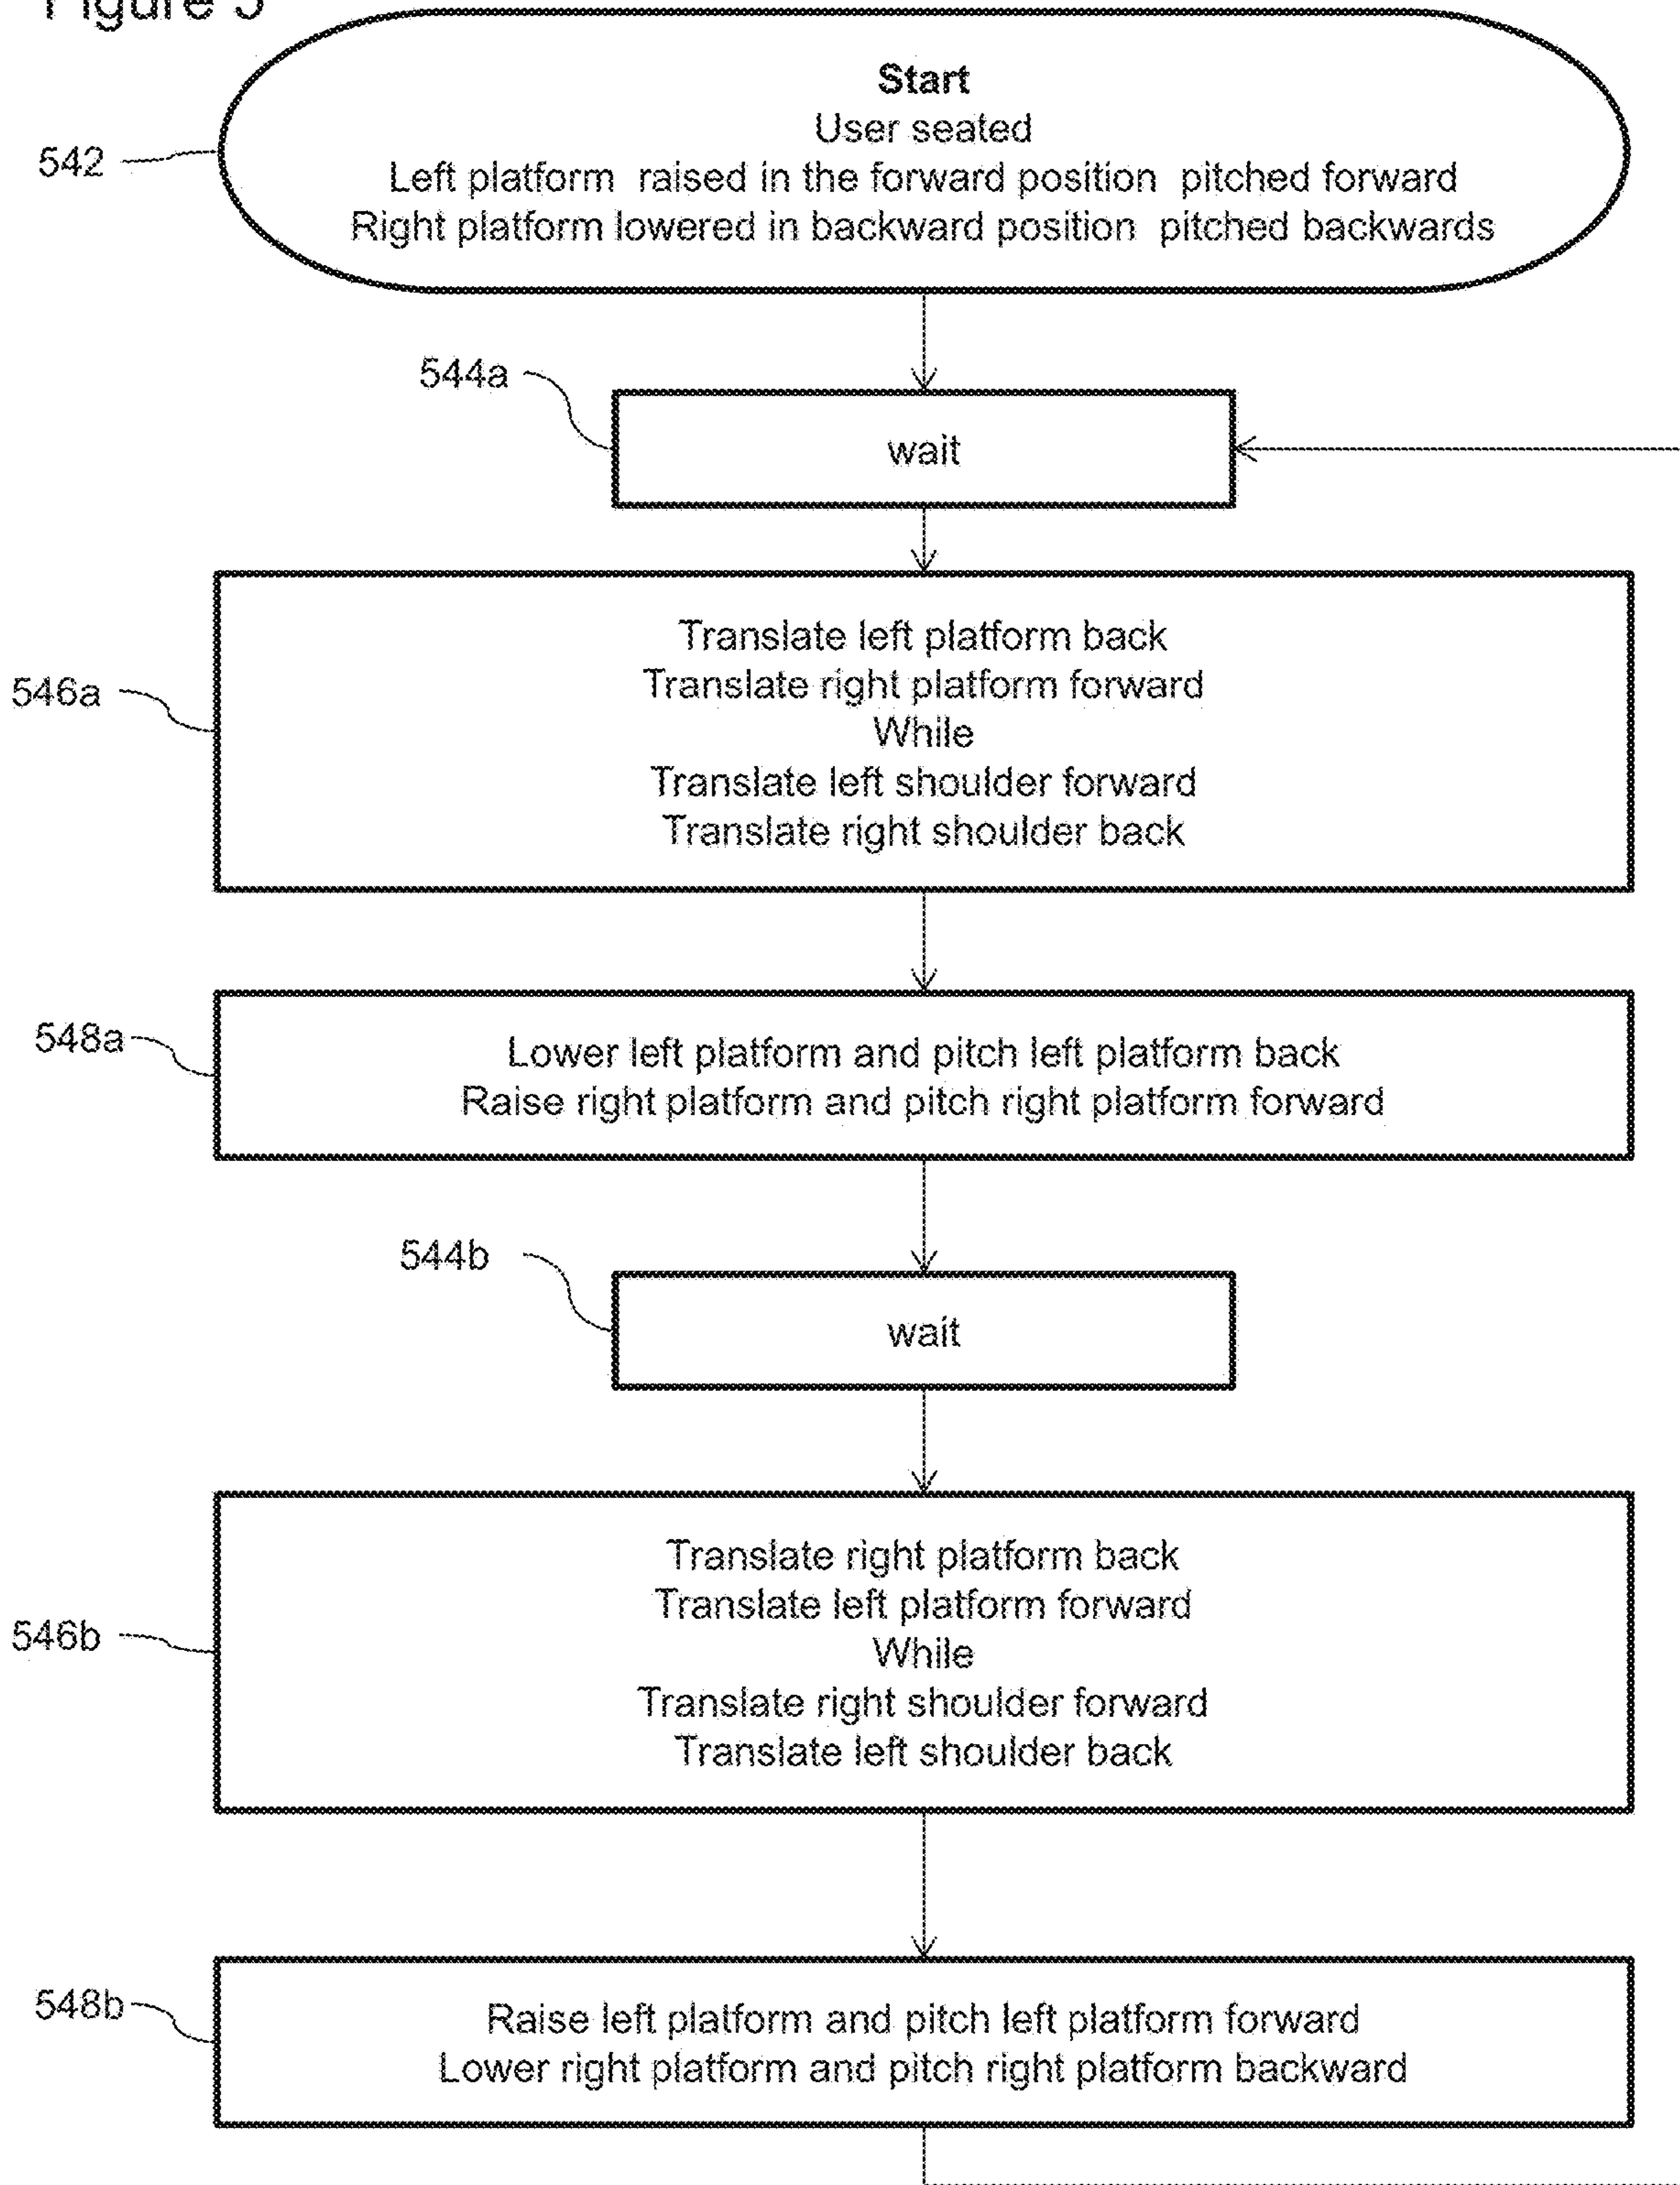 Figure 5
Start
User seated
542
Left platform raised in the forward position pitched forward
Right platform lowered in backward position pitched backwards
544a
wait
Translate left platform back
546a
Translate right platform forward
While
Translate left shoulder forward
Translate right shoulder back
548a
Lower left platform and pitch left platform back
Raise right platform and pitch right platform forward
544b
wait
Translate right platform back
Translate left platform forward
546b
While
Translate right shoulder forward
Translate left shoulder back
548b
Raise left platform and pitch left platform forward
Lower right platform and pitch right platform backward